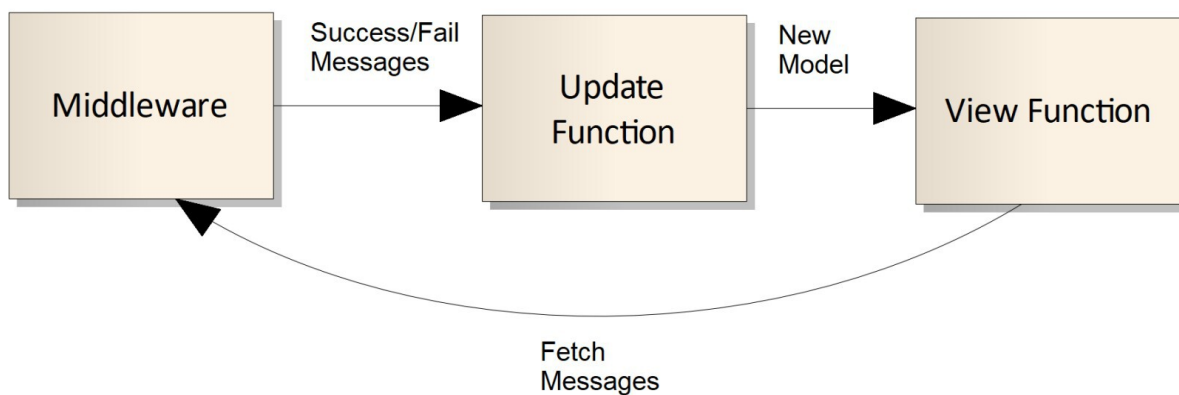 Middleware
Success/Fail
Messages
Update
Function
New
Model
View Function
Fetch
Messages